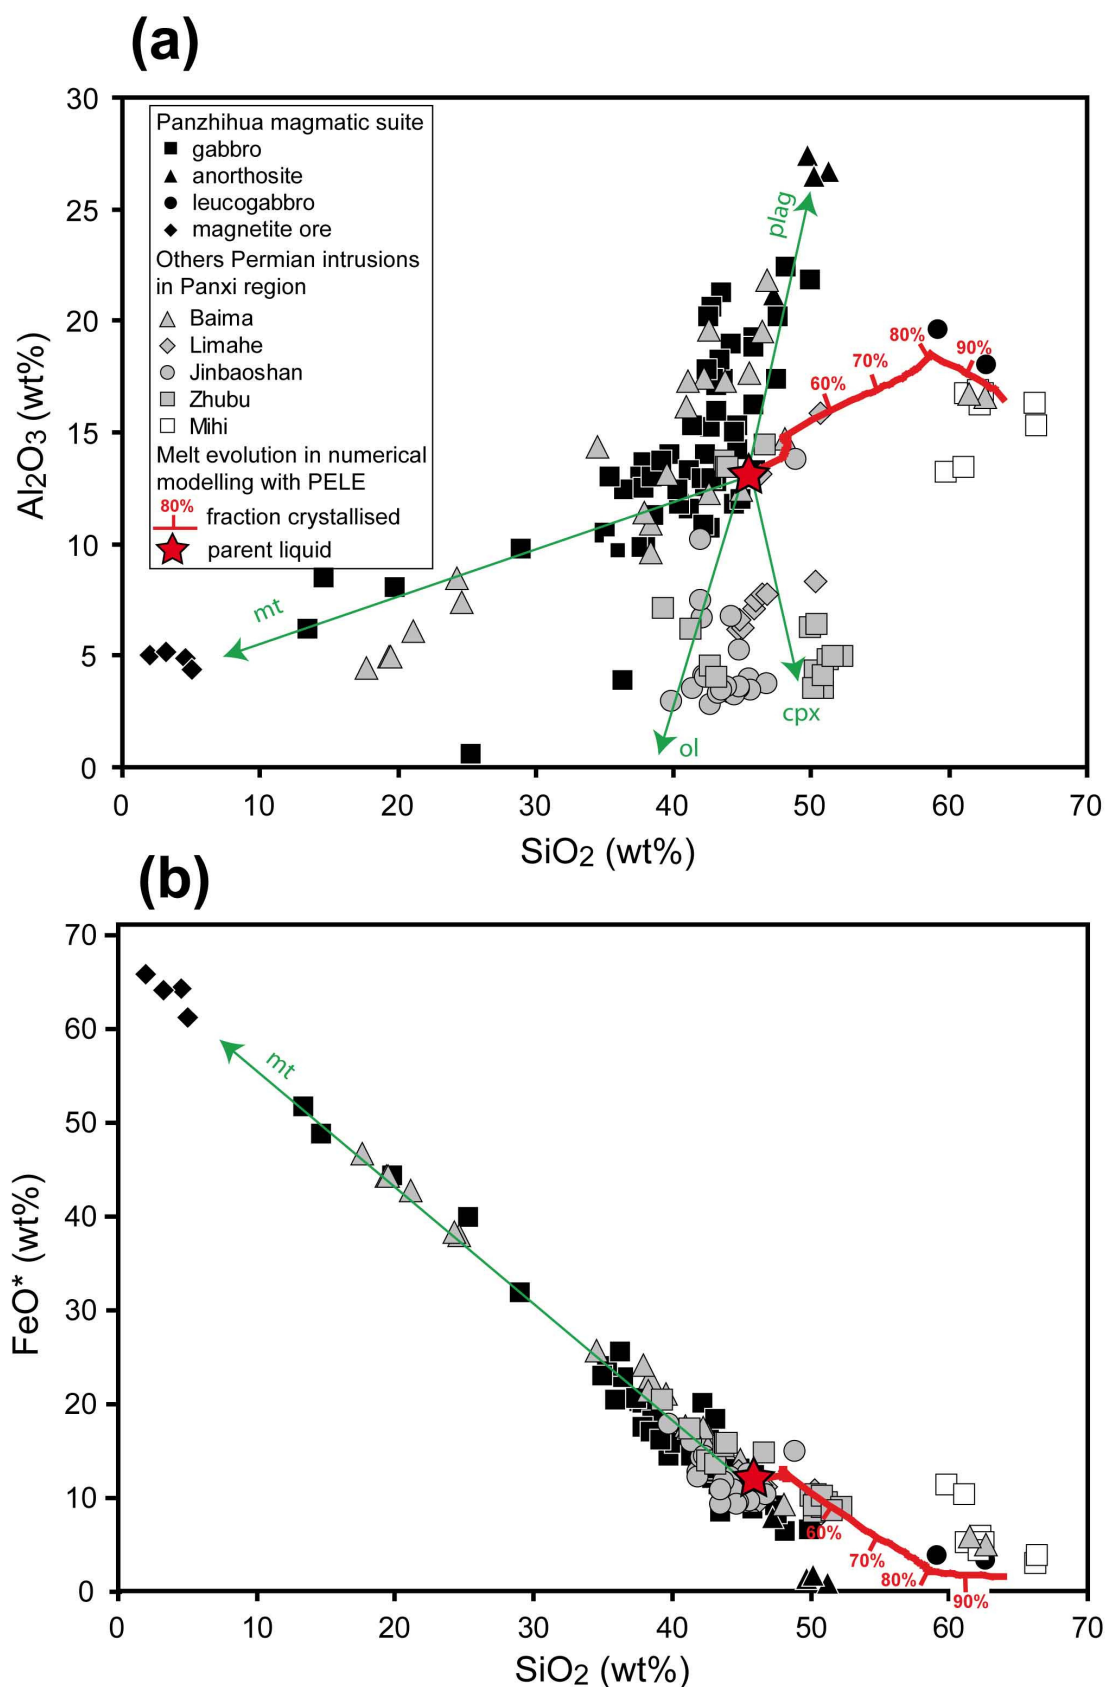 (a)
30
25
20
15
10
5
0
Al2O3 (wt%)
Panzhihua magmatic suite
gabbro
anorthosite
leucogabbro
magnetite ore
Others Permian intrusions
in Panxi region
Baima
Limahe
Jinbaoshan
Zhubu
Mihi
Melt evolution in numerical
modelling with PELE
80%
fraction crystallised
parent liquid
plag
80%
90%
70%
60%
mt
cpx
ol
0 10 20 30 40 50 60 70
SiO2 (wt%)
(b)
70
60
50
40
30
20
10
0
FeO* (wt%)
mt
60%
70%
80%
90%
0 10 20 30 40 50 60 70
SiO2 (wt%)